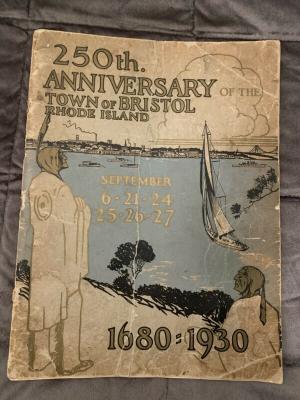 250th.
ANNIVERSARY OF THE
TOWN OF BRISTOL
RHODE ISLAND
SEPTEMBER
6-21-24
25-26-27
1680=1930